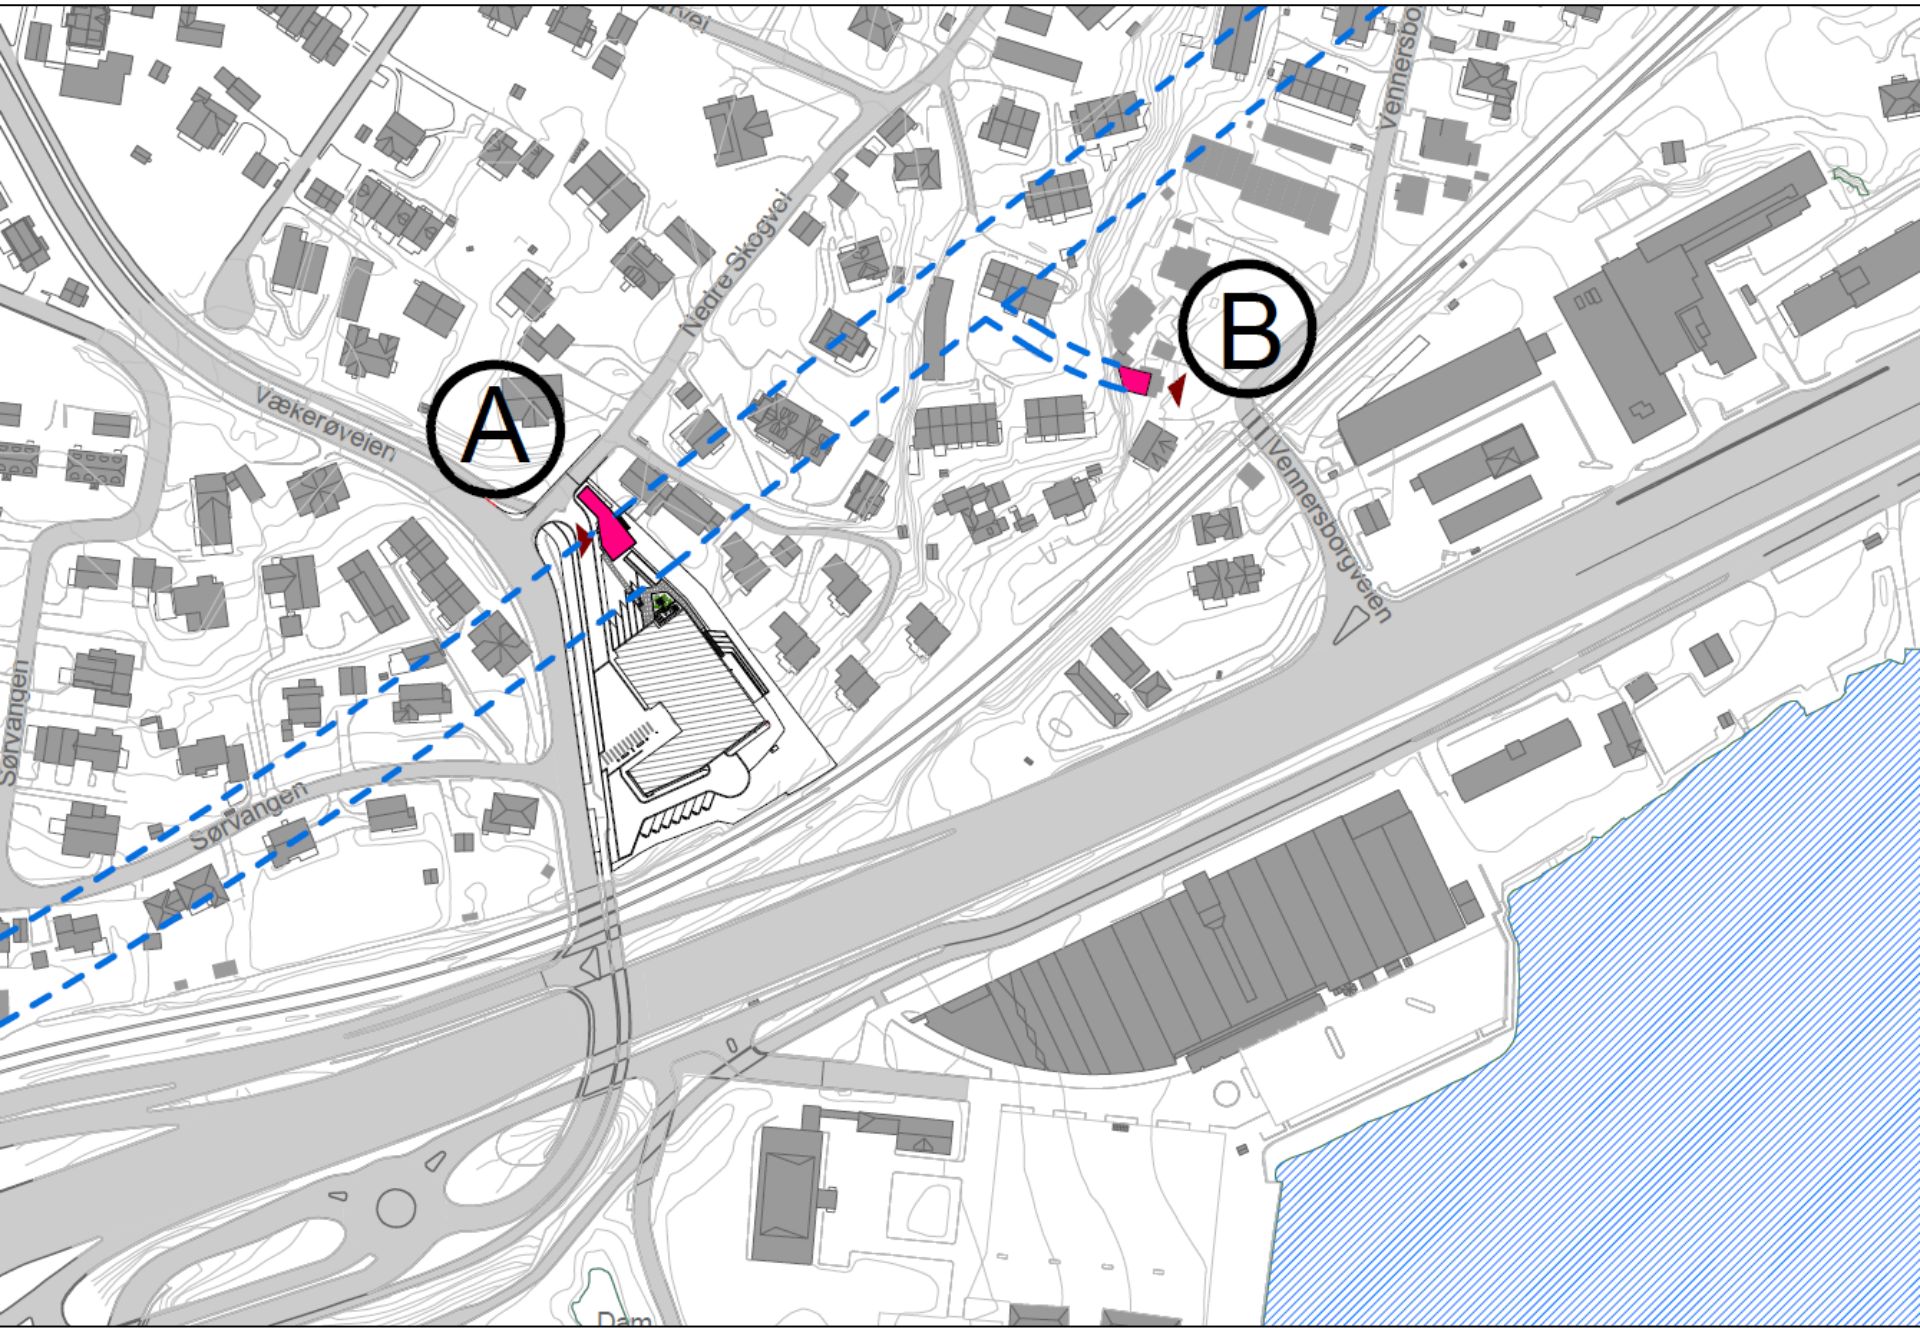 Vennersbo
Nedre Skogvei
B
A
Vækerøveien
Vennersborgveien
Sørvangen
Sørvangen
Dam